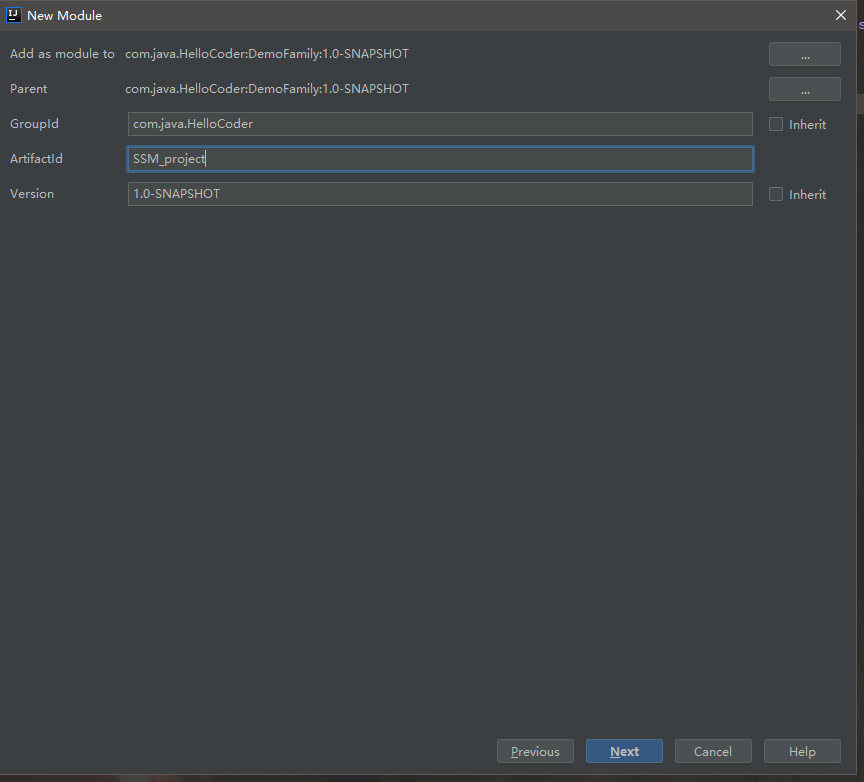 New Module
Add as module to com.java.HelloCoder:DemoFamily:1.0-SNAPSHOT ...
Parent com.java.HelloCoder:DemoFamily:1.0-SNAPSHOT ...
GroupId com.java.HelloCoder Inherit
ArtifactId SSM_project
Version 1.0-SNAPSHOT Inherit
Previous Next Cancel Help